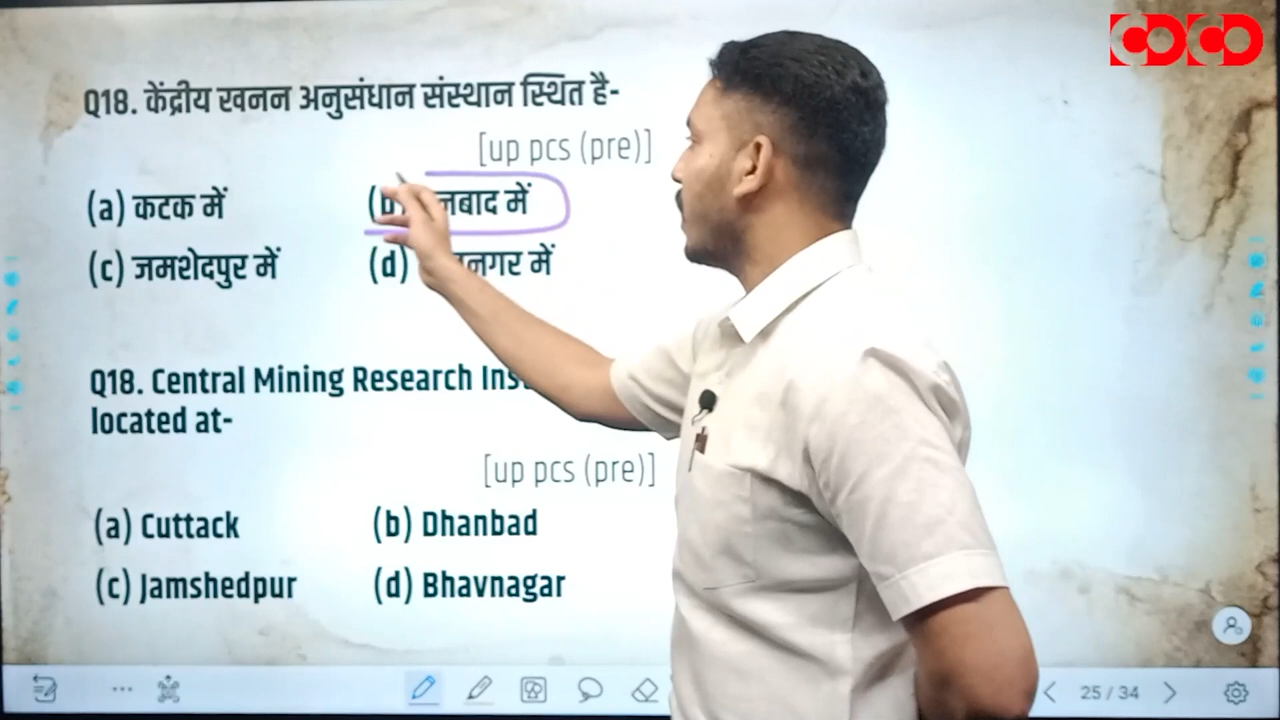 Q18. केंद्रीय खनन अनुसंधान संस्थान स्थित है-
[up pcs (pre)]
(a) कटक में
में
(c) जमशेदपुर में
(d) में
Q18. Central Mining Research
located at-
[up pcs (pre)]
(a) Cuttack
(b) Dhanbad
(c) Jamshedpur
(d) Bhavnagar
25 / 34